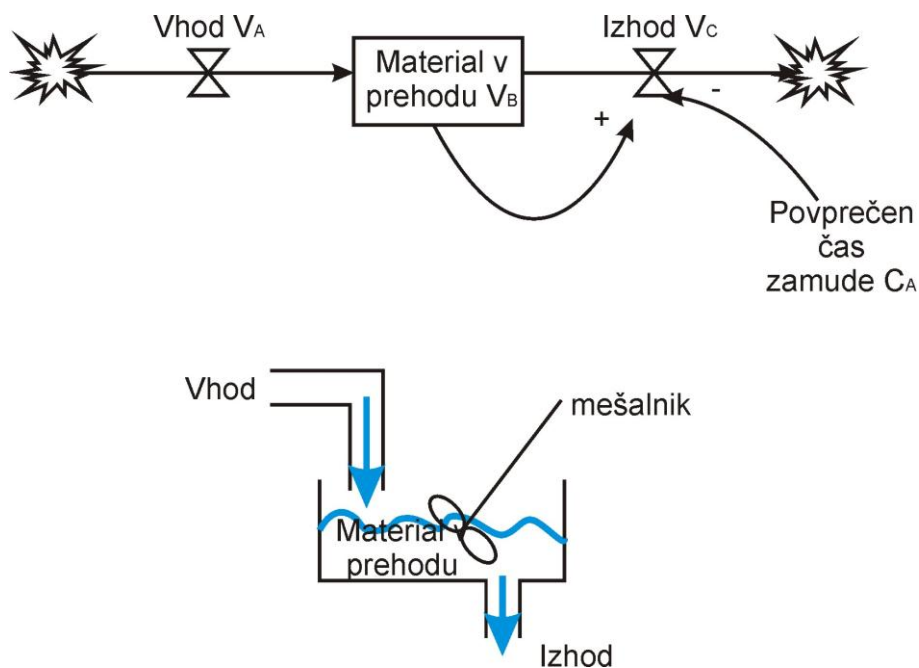 Vhod VA
Izhod VC
Material v
prehodu VB
-
+
Povprečen
čas
zamude CA
Vhod
mešalnik
Material v
prehodu
Izhod